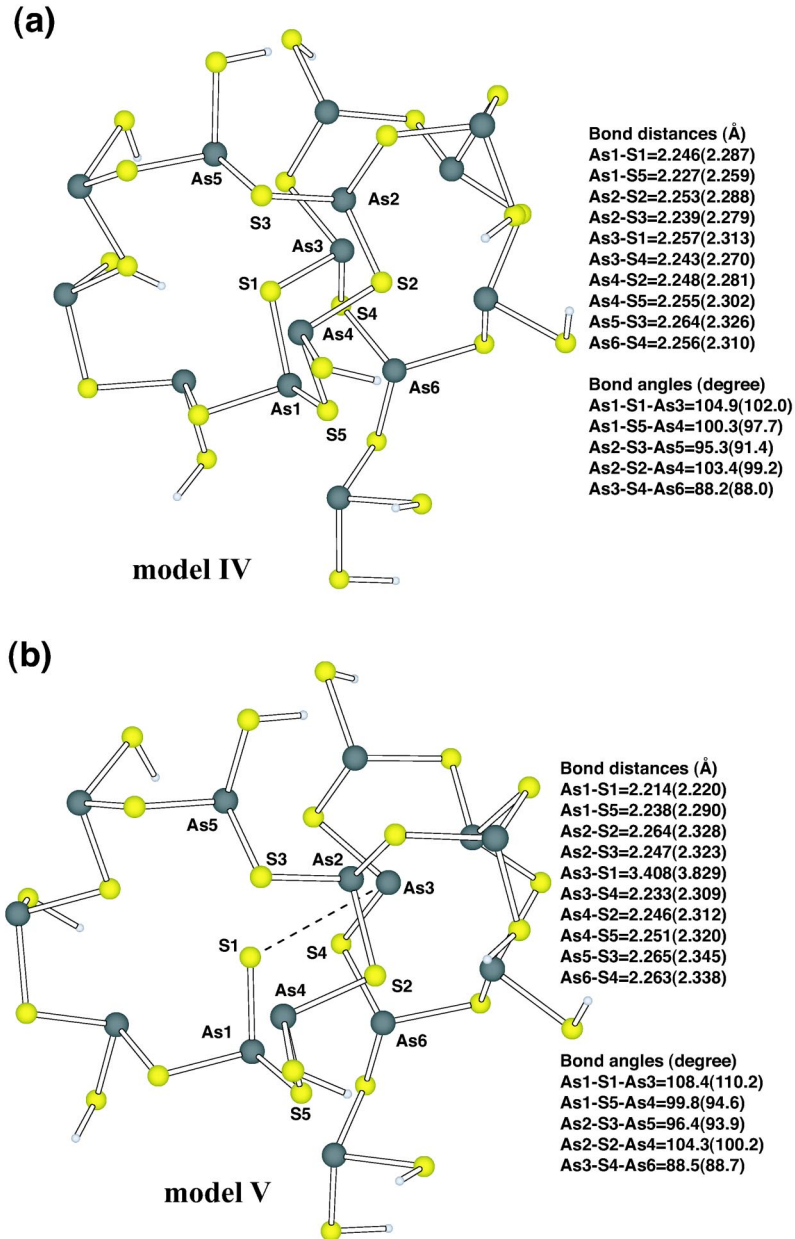 (a)
As5
S3
As2
As3
S1
S2
S4
As4
As1
As6
S5
model IV
Bond distances (Å)
As1-S1=2.246(2.287)
As1-S5=2.227(2.259)
As2-S2=2.253(2.288)
As2-S3=2.239(2.279)
As3-S1=2.257(2.313)
As3-S4=2.243(2.270)
As4-S2=2.248(2.281)
As4-S5=2.255(2.302)
As5-S3=2.264(2.326)
As6-S4=2.256(2.310)
Bond angles (degree)
As1-S1-As3=104.9(102.0)
As1-S5-As4=100.3(97.7)
As2-S3-As5=95.3(91.4)
As2-S2-As4=103.4(99.2)
As3-S4-As6=88.2(88.0)
(b)
As5
S3
As2
As3
S1
S4
S2
As4
As1
As6
S5
model V
Bond distances (Å)
As1-S1=2.214(2.220)
As1-S5=2.238(2.290)
As2-S2=2.264(2.328)
As2-S3=2.247(2.323)
As3-S1=3.408(3.829)
As3-S4=2.233(2.309)
As4-S2=2.246(2.312)
As4-S5=2.251(2.320)
As5-S3=2.265(2.345)
As6-S4=2.263(2.338)
Bond angles (degree)
As1-S1-As3=108.4(110.2)
As1-S5-As4=99.8(94.6)
As2-S3-As5=96.4(93.9)
As2-S2-As4=104.3(100.2)
As3-S4-As6=88.5(88.7)